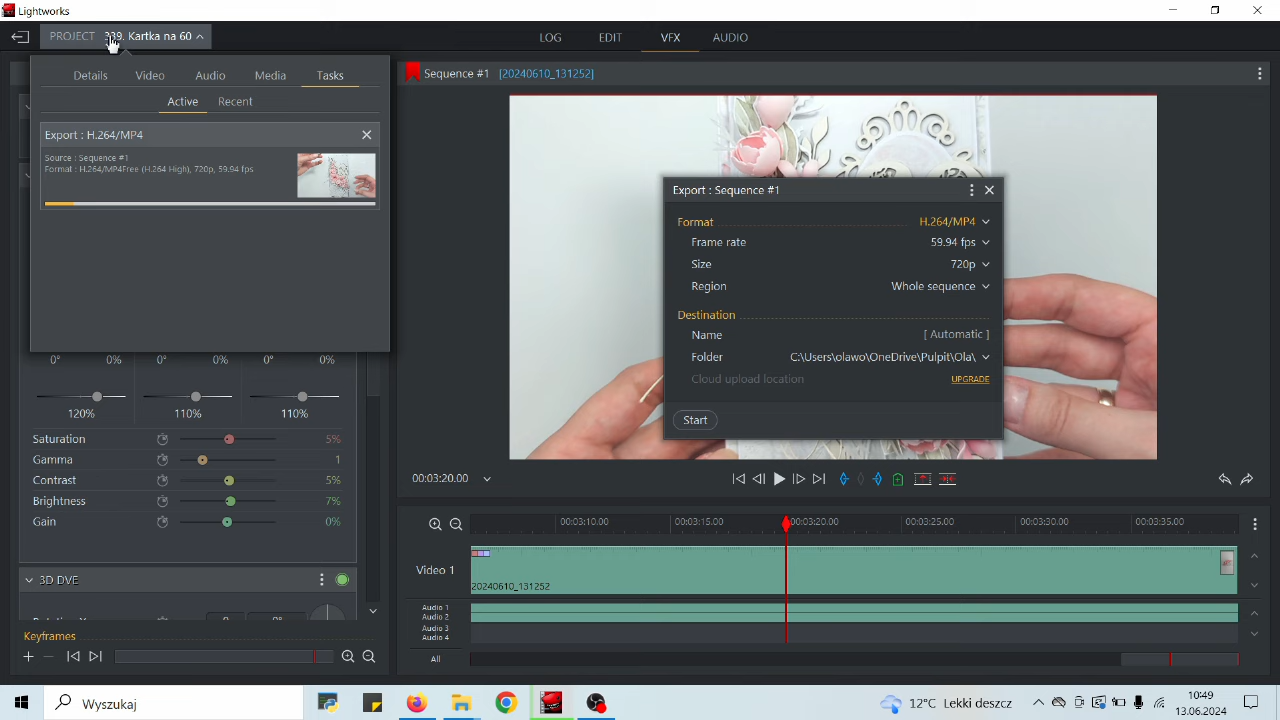 Lightworks
PROJECT 339. Kartka na 60
LOG EDIT VFX AUDIO
Details Video Audio Media Tasks
Active Recent
Export : H.264/MP4
Source : Sequence #1
Format : H.264/MP4Free (H.264 High), 720p, 59.94 fps
Sequence #1 [20240610_131252]
Export : Sequence #1
Format H.264/MP4
Frame rate 59.94 fps
Size 720p
Region Whole sequence
Destination
Name [ Automatic ]
Folder C:\Users\olawo\OneDrive\Pulpit\Ola\
Cloud upload location UPGRADE
Start
0° 0% 0° 0% 0° 0%
120% 110% 110%
Saturation 5%
Gamma 1
Contrast 5%
Brightness 7%
Gain 0%
3D DVE
Keyframes
00:03:20.00
00:03:10.00 00:03:15.00 00:03:20.00 00:03:25.00 00:03:30.00 00:03:35.00
Video 1
20240610_131252
Audio 1
Audio 2
Audio 3
Audio 4
All
Wyszukaj
12°C Lekki deszcz
10:49
13.06.2024